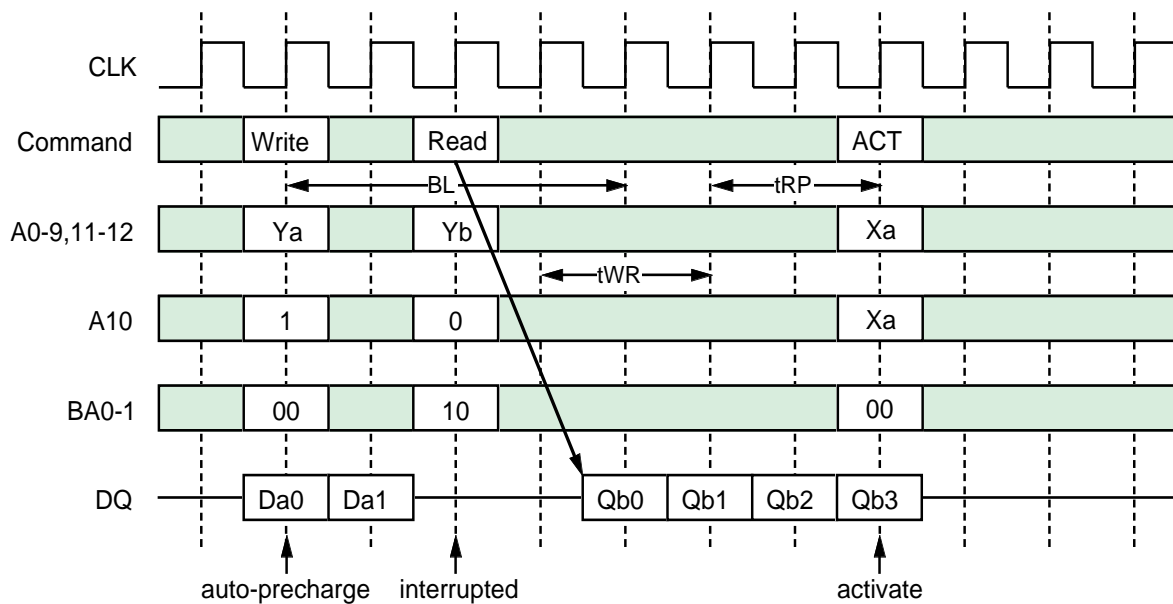 CLK
Command Write Read ACT
BL tRP
A0-9,11-12 Ya Yb Xa
tWR
A10 1 0 Xa
BA0-1 00 10 00
DQ Da0 Da1 Qb0 Qb1 Qb2 Qb3
auto-precharge interrupted activate